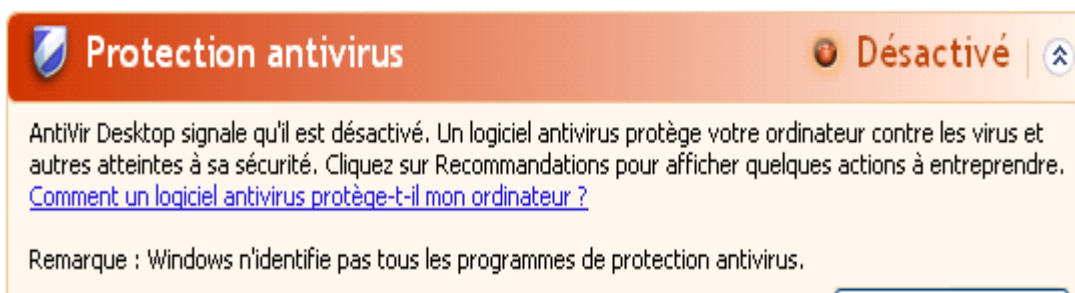 Protection antivirus Désactivé
AntiVir Desktop signale qu'il est désactivé. Un logiciel antivirus protège votre ordinateur contre les virus et
autres atteintes à sa sécurité. Cliquez sur Recommandations pour afficher quelques actions à entreprendre.
Comment un logiciel antivirus protège-t-il mon ordinateur ?
Remarque : Windows n'identifie pas tous les programmes de protection antivirus.